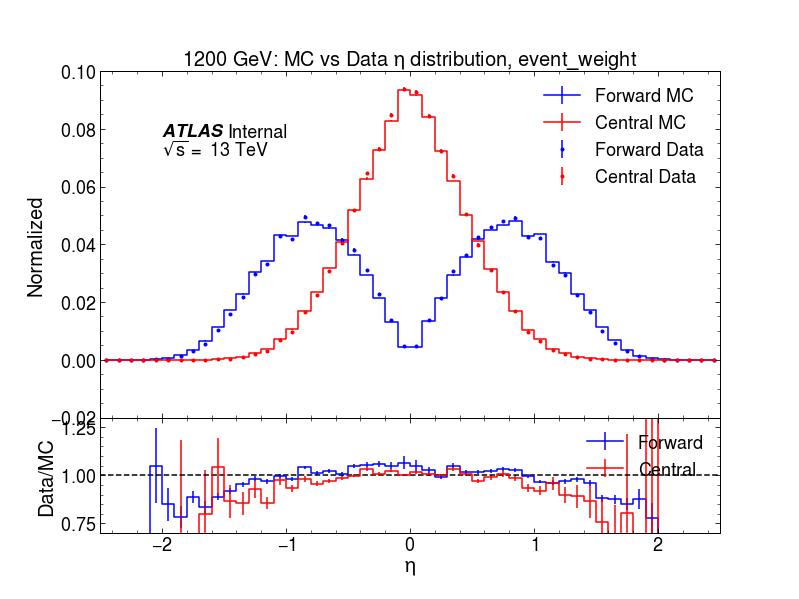 1200 GeV: MC vs Data η distribution, event_weight
0.10
0.08
0.06
0.04
0.02
0.00
−0.02
Normalized
ATLAS Internal
√s = 13 TeV
Forward MC
Central MC
Forward Data
Central Data
1.25
1.00
0.75
Data/MC
Forward
Central
−2
−1
0
1
2
η